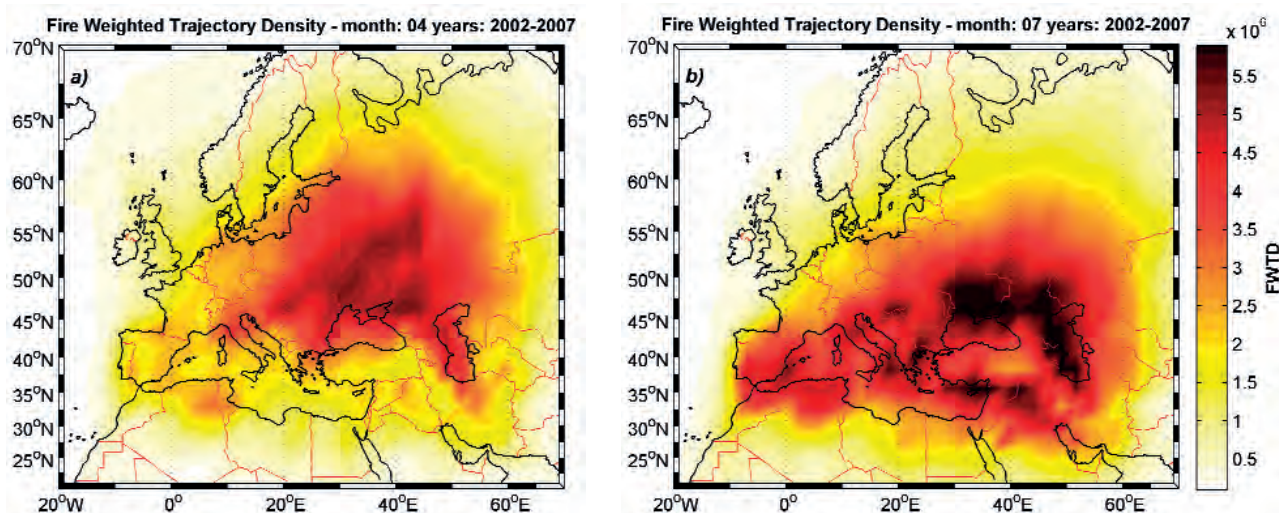 Fire Weighted Trajectory Density - month: 04 years: 2002-2007
a)
70°N
65°N
60°N
55°N
50°N
45°N
40°N
35°N
30°N
25°N
20°W
0°
20°E
40°E
60°E
Fire Weighted Trajectory Density - month: 07 years: 2002-2007
b)
70°N
65°N
60°N
55°N
50°N
45°N
40°N
35°N
30°N
25°N
20°W
0°
20°E
40°E
60°E
x 10⁶
5.5
5
4.5
4
3.5
3
2.5
2
1.5
1
0.5
FWTD